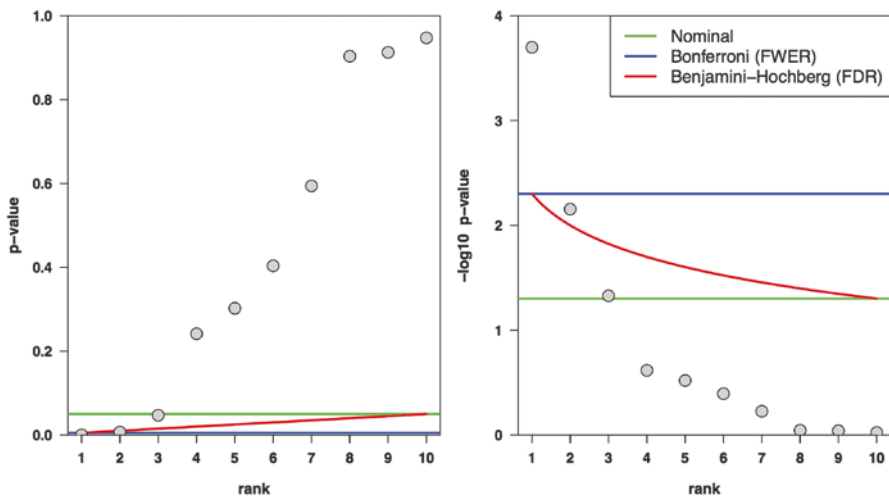 1.0
0.8
0.6
0.4
0.2
0.0
p-value
1 2 3 4 5 6 7 8 9 10
rank
4
3
2
1
0
-log10 p-value
1 2 3 4 5 6 7 8 9 10
rank
Nominal
Bonferroni (FWER)
Benjamini-Hochberg (FDR)